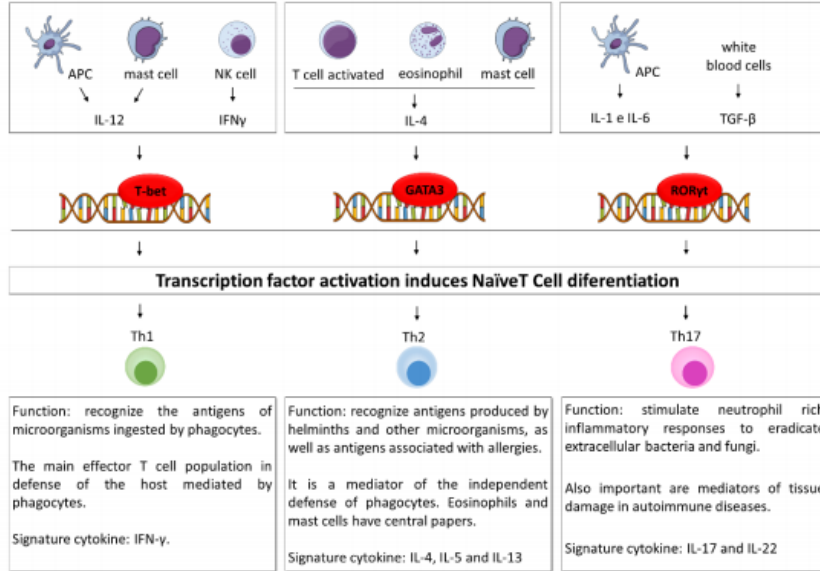 APC
mast cell
NK cell
IL-12
IFNγ
T cell activated
eosinophil
mast cell
IL-4
APC
white
blood cells
IL-1 e IL-6
TGF-β
T-bet
GATA3
RORγt
Transcription factor activation induces NaïveT Cell diferentiation
Th1
Th2
Th17
Function: recognize the antigens of
microorganisms ingested by phagocytes.
The main effector T cell population in
defense of the host mediated by
phagocytes.
Signature cytokine: IFN-γ.
Function: recognize antigens produced by
helminths and other microorganisms, as
well as antigens associated with allergies.
It is a mediator of the independent
defense of phagocytes. Eosinophils and
mast cells have central papers.
Signature cytokine: IL-4, IL-5 and IL-13
Function: stimulate neutrophil rich
inflammatory responses to eradicate
extracellular bacteria and fungi.
Also important are mediators of tissue
damage in autoimmune diseases.
Signature cytokine: IL-17 and IL-22